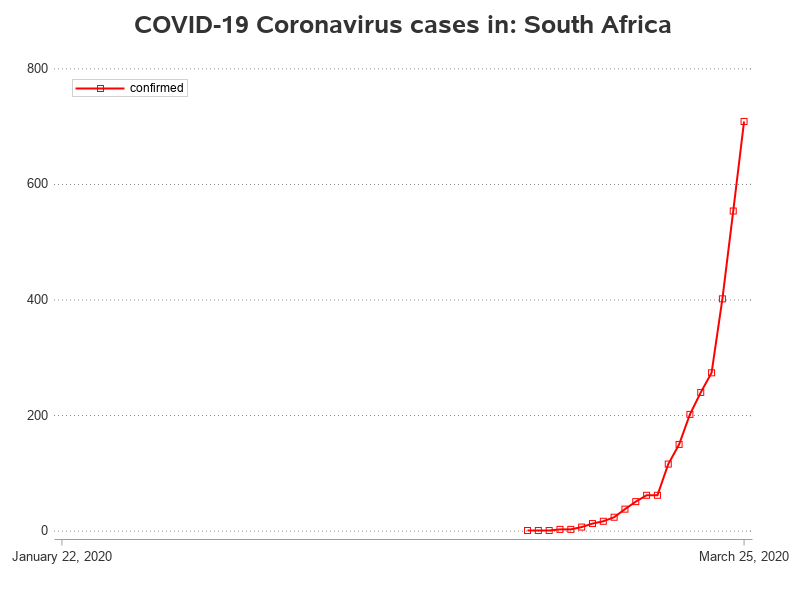 COVID-19 Coronavirus cases in: South Africa
800
confirmed
600
400
200
0
January 22, 2020
March 25, 2020